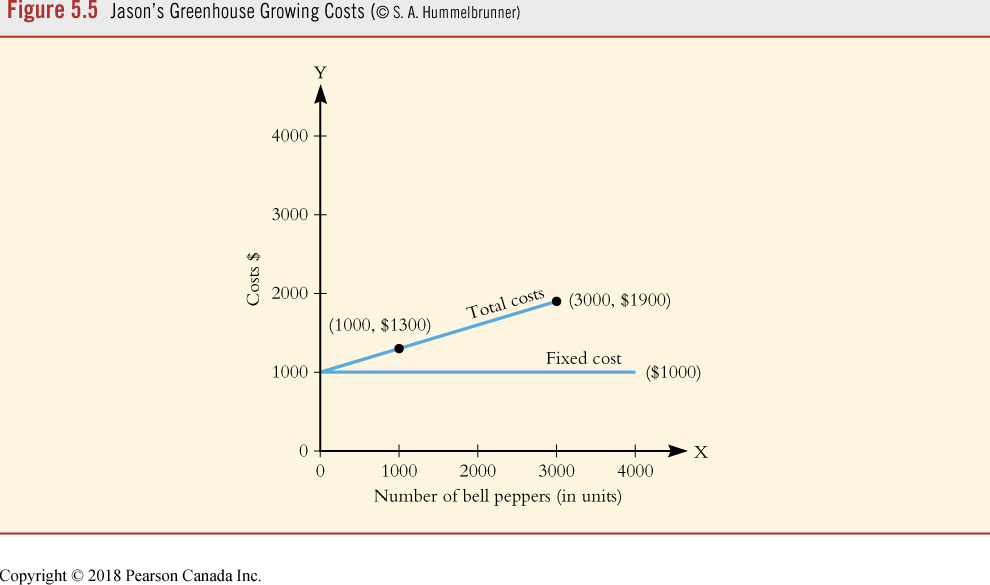 Figure 5.5 Jason's Greenhouse Growing Costs (© S. A. Hummelbrunner)
Y
4000
3000
Costs $
2000
Total costs
(3000, $1900)
(1000, $1300)
Fixed cost
1000
($1000)
0
X
0 1000 2000 3000 4000
Number of bell peppers (in units)
Copyright © 2018 Pearson Canada Inc.